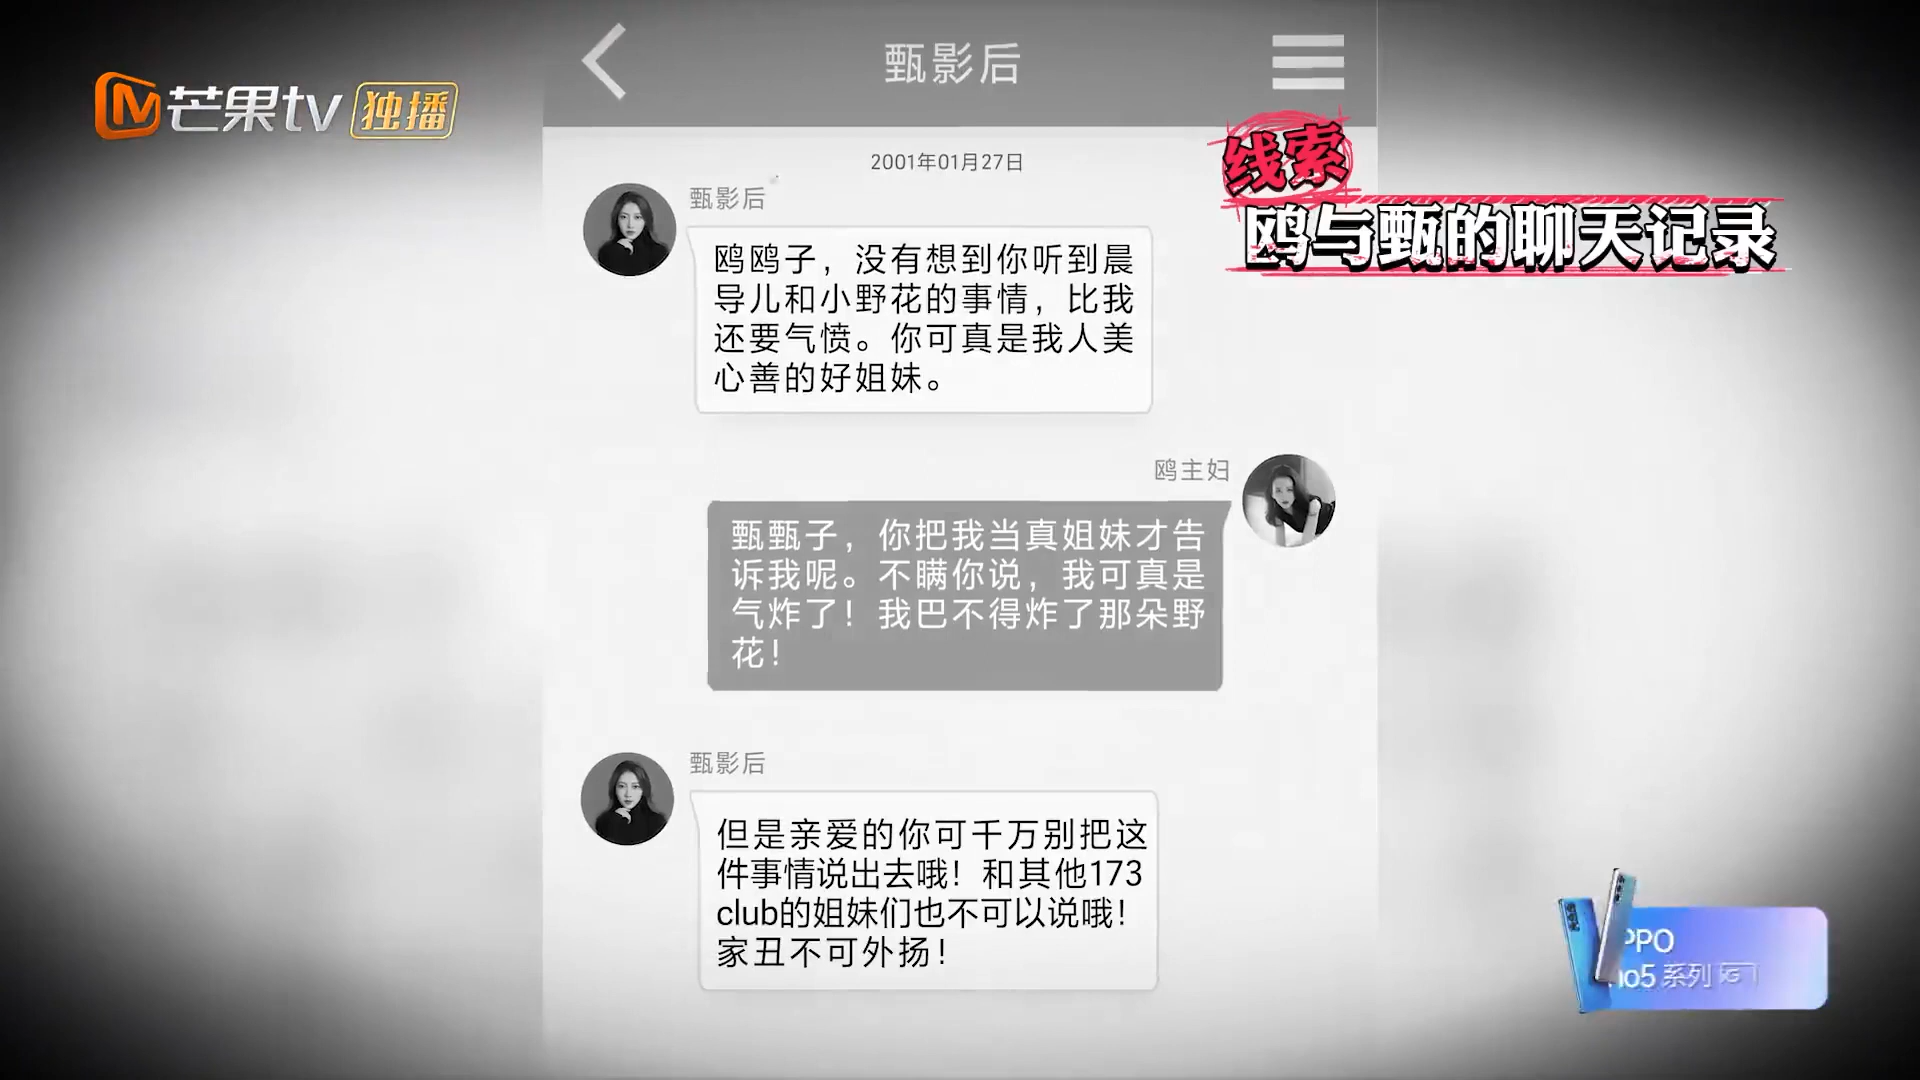 芒果tv 独播
甄影后
线索
鸥与甄的聊天记录
2001年01月27日
甄影后
鸥鸥子，没有想到你听到晨
导儿和小野花的事情，比我
还要气愤。你可真是我人美
心善的好姐妹。
鸥主妇
甄甄子，你把我当真姐妹才告
诉我呢。不瞒你说，我可真是
气炸了！我巴不得炸了那朵野
花！
甄影后
但是亲爱的你可千万别把这
件事情说出去哦！和其他173
club的姐妹们也不可以说哦！
家丑不可外扬！
PPO
no5 系列